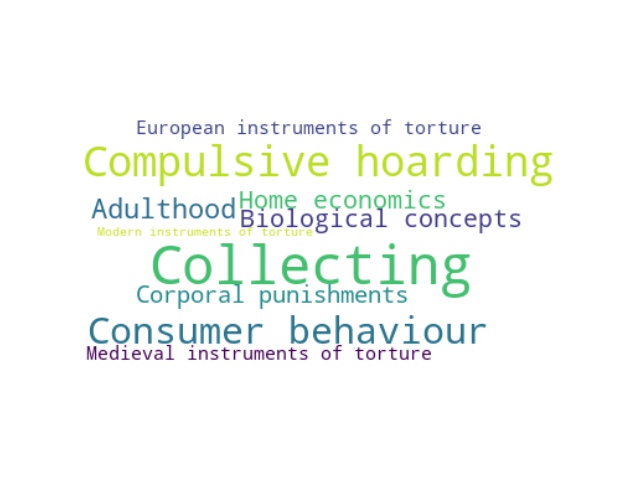 European instruments of torture
Compulsive hoarding
Home economics
Adulthood
Biological concepts
Modern instruments of torture
Collecting
Corporal punishments
Consumer behaviour
Medieval instruments of torture